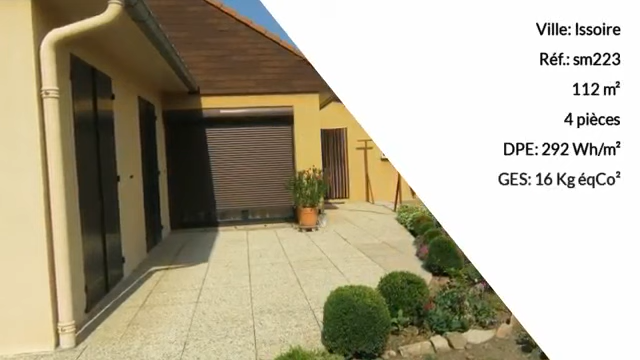 Ville: Issoire
Réf.: sm223
112 m²
4 pièces
DPE: 292 Wh/m²
GES: 16 Kg éqCo²